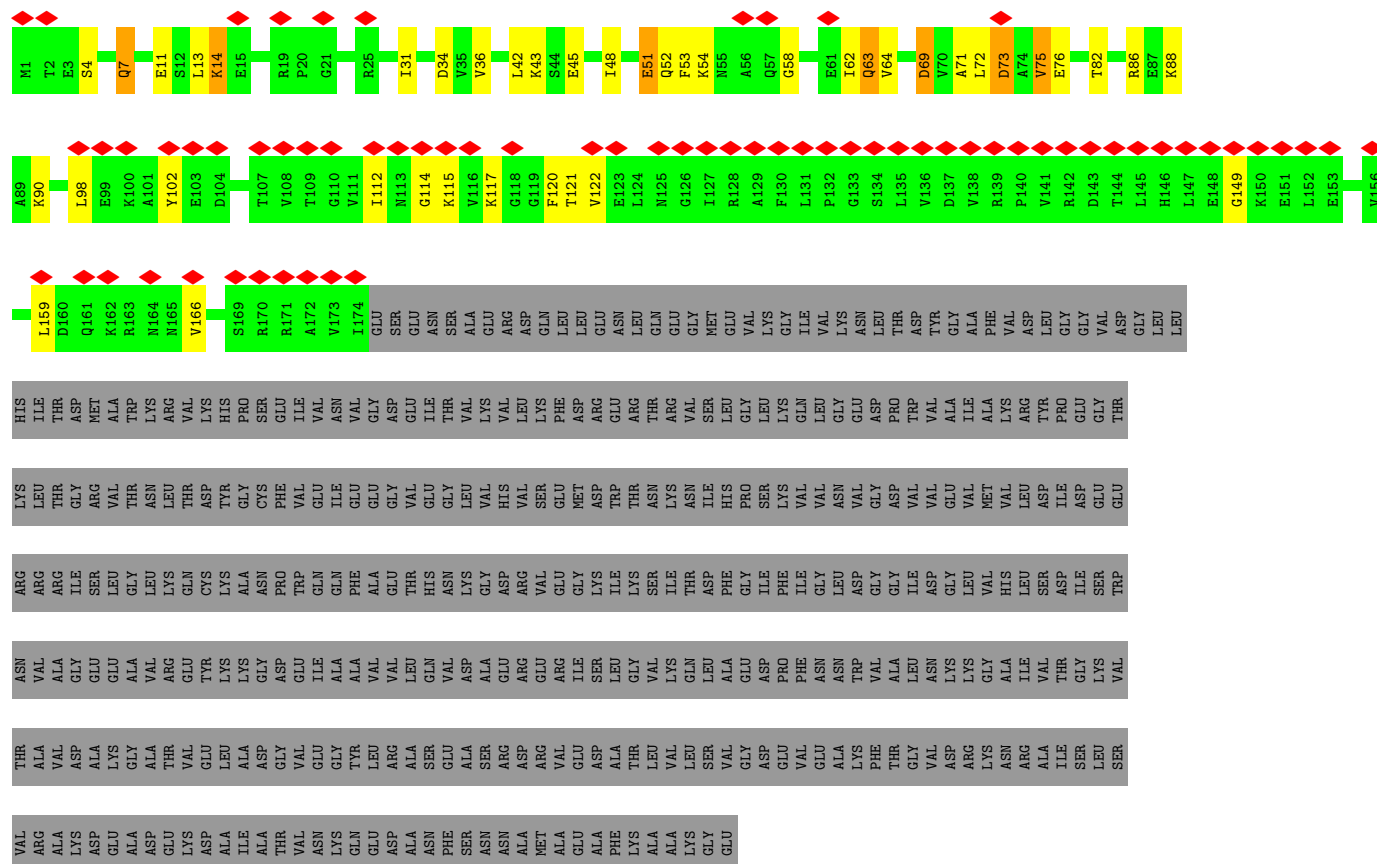 M1 T2 E3 S4 Q7 E11 S12 L13 K14 E15 R19 P20 G21 R25 I31 D34 V35 V36 L42 K43 S44 E45 I48 E51 Q52 F53 K54 N55 A56 Q57 G58 E61 I62 Q63 V64 D69 V70 A71 L72 D73 A74 V75 E76 T82 R86 E87 K88
A89 K90 L98 E99 K100 A101 Y102 E103 D104 T107 V108 T109 G110 V111 I112 N113 G114 K115 V116 K117 G118 G119 F120 T121 V122 E123 L124 N125 G126 I127 R128 A129 F130 L131 P132 G133 S134 L135 V136 D137 V138 R139 P140 V141 R142 D143 T144 L145 H146 L147 E148 G149 K150 E151 L152 E153 V156
L159 D160 Q161 K162 R163 N164 N165 V166 S169 R170 R171 A172 V173 I174 GLU SER GLU ASN SER ALA GLU ARG ASP GLN LEU LEU GLU ASN LEU GLN GLU GLY MET GLU VAL LYS GLY ILE VAL LYS ASN LEU THR ASP TYR GLY ALA PHE VAL ASP LEU GLY GLY VAL ASP GLY LEU LEU
HIS ILE THR ASP MET ALA TRP LYS ARG VAL LYS HIS PRO SER GLU ILE VAL ASN VAL GLY ASP GLU ILE THR VAL LYS VAL LEU LYS PHE ASP ARG GLU ARG THR ARG VAL SER LEU GLY LEU LYS GLN LEU GLY GLU ASP PRO TRP VAL ALA ILE ALA LYS ARG TYR PRO GLU GLY THR
LYS LEU THR GLY ARG VAL THR ASN LEU THR ASP TYR GLY CYS PHE VAL GLU ILE GLU GLU GLY VAL GLU GLY LEU VAL HIS VAL SER GLU MET ASP TRP THR ASN LYS ASN ILE HIS PRO SER LYS VAL VAL ASN VAL GLY ASP VAL VAL GLU VAL MET VAL LEU ASP ILE ASP GLU GLU
ARG ARG ARG ILE SER LEU GLY LEU LYS GLN CYS LYS ALA ASN PRO TRP GLN GLN PHE ALA GLU THR HIS ASN LYS GLY ASP ARG VAL GLU GLY LYS ILE LYS SER ILE THR ASP PHE GLY ILE PHE ILE GLY LEU ASP GLY GLY ILE ASP GLY LEU VAL HIS LEU SER ASP ILE SER TRP
ASN VAL ALA GLY GLU GLU ALA VAL ARG GLU TYR LYS LYS GLY ASP GLU ILE ALA ALA VAL VAL LEU GLN VAL ASP ALA GLU ARG GLU ARG ILE SER LEU GLY VAL LYS GLN LEU ALA GLU ASP PRO PHE ASN ASN TRP VAL ALA LEU ASN LYS LYS GLY ALA ILE VAL THR GLY LYS VAL
THR ALA VAL ASP ALA LYS GLY ALA THR VAL GLU LEU ALA ASP GLY VAL GLU GLY TYR LEU ARG ALA SER GLU ALA SER ARG ASP ARG VAL GLU ASP ALA THR LEU VAL LEU SER VAL GLY ASP GLU VAL GLU ALA LYS PHE THR GLY VAL ASP ARG LYS ASN ARG ALA ILE SER LEU SER
VAL ARG ALA LYS ASP GLU ALA ASP GLU LYS ASP ALA ILE ALA THR VAL ASN LYS GLN GLU ASP ALA ASN PHE SER ASN ASN ALA MET ALA GLU ALA PHE LYS ALA ALA LYS GLY GLU